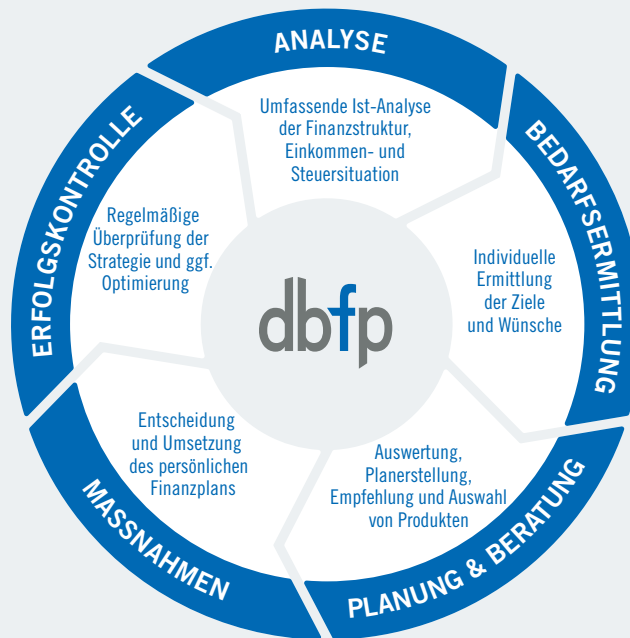 ANALYSE
Umfassende Ist-Analyse
der Finanzstruktur,
Einkommen- und
Steuersituation
BEDARFSERMITTLUNG
Individuelle
Ermittlung
der Ziele
und Wünsche
PLANUNG & BERATUNG
Auswertung,
Planerstellung,
Empfehlung und Auswahl
von Produkten
MASSNAHMEN
Entscheidung
und Umsetzung
des persönlichen
Finanzplans
ERFOLGSKONTROLLE
Regelmäßige
Überprüfung der
Strategie und ggf.
Optimierung
dbfp